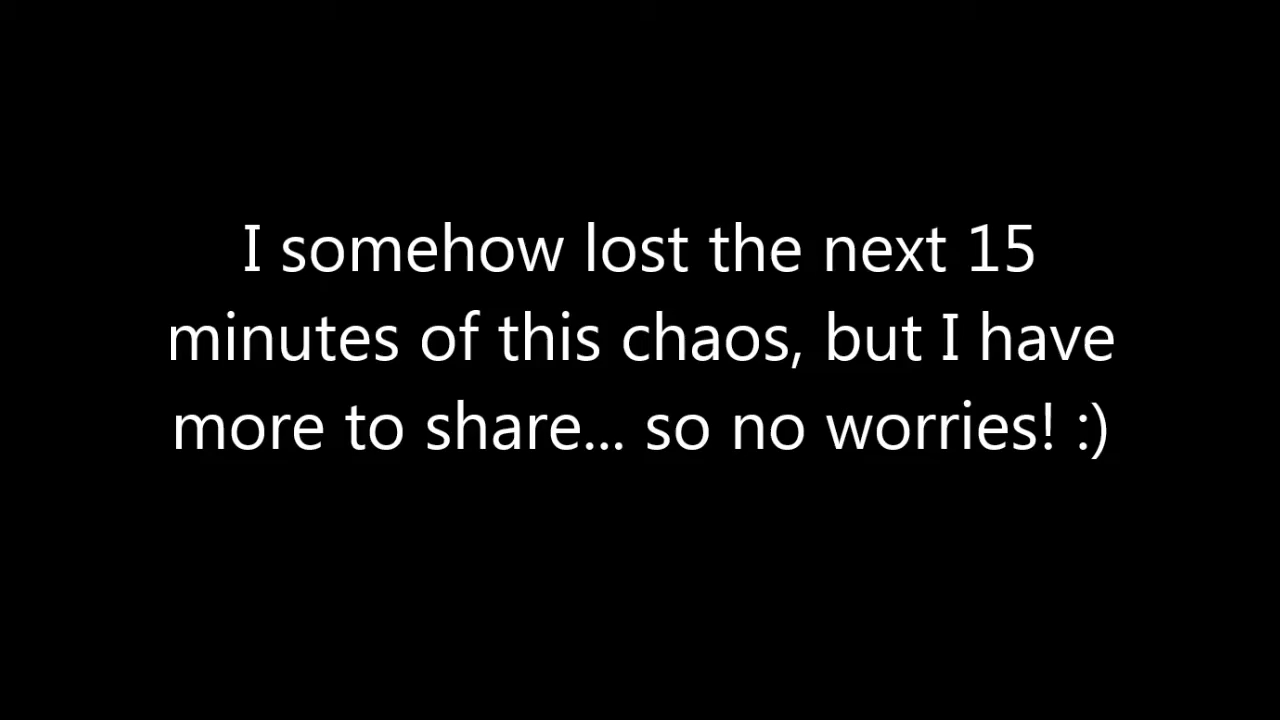 I somehow lost the next 15
minutes of this chaos, but I have
more to share... so no worries! :)